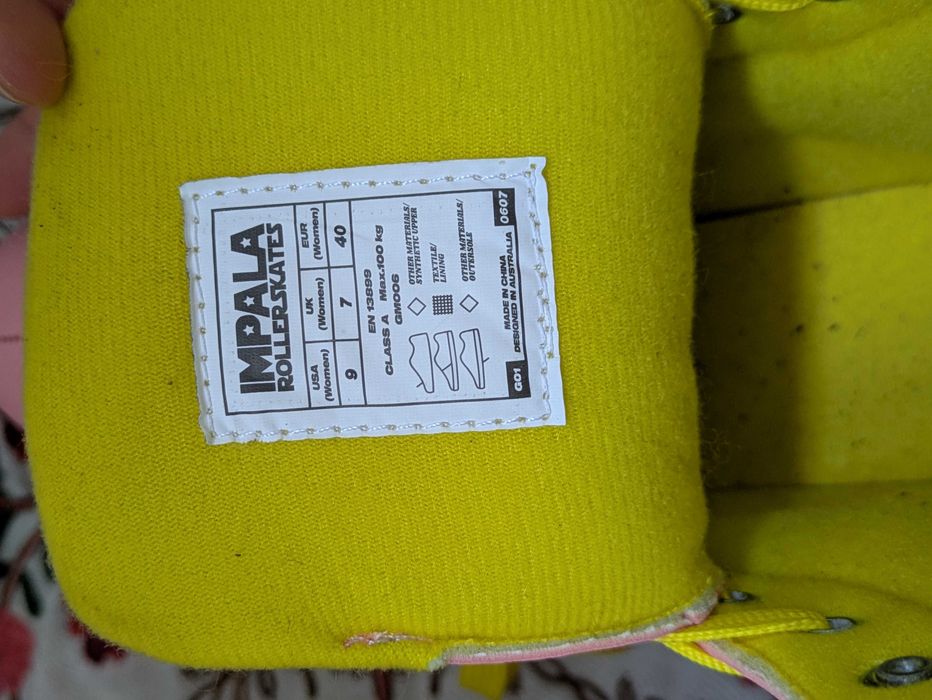 IMPALA
ROLLERSKATES
USA (Women) UK (Women) EUR (Women)
9 7 40
EN 13899
CLASS A Max.100 kg
GM006
OTHER MATERIALS/
SYNTHETIC UPPER
TEXTILE/
LINING
OTHER MATERIALS/
OUTERSOLE
G01
MADE IN CHINA
DESIGNED IN AUSTRALIA
0607